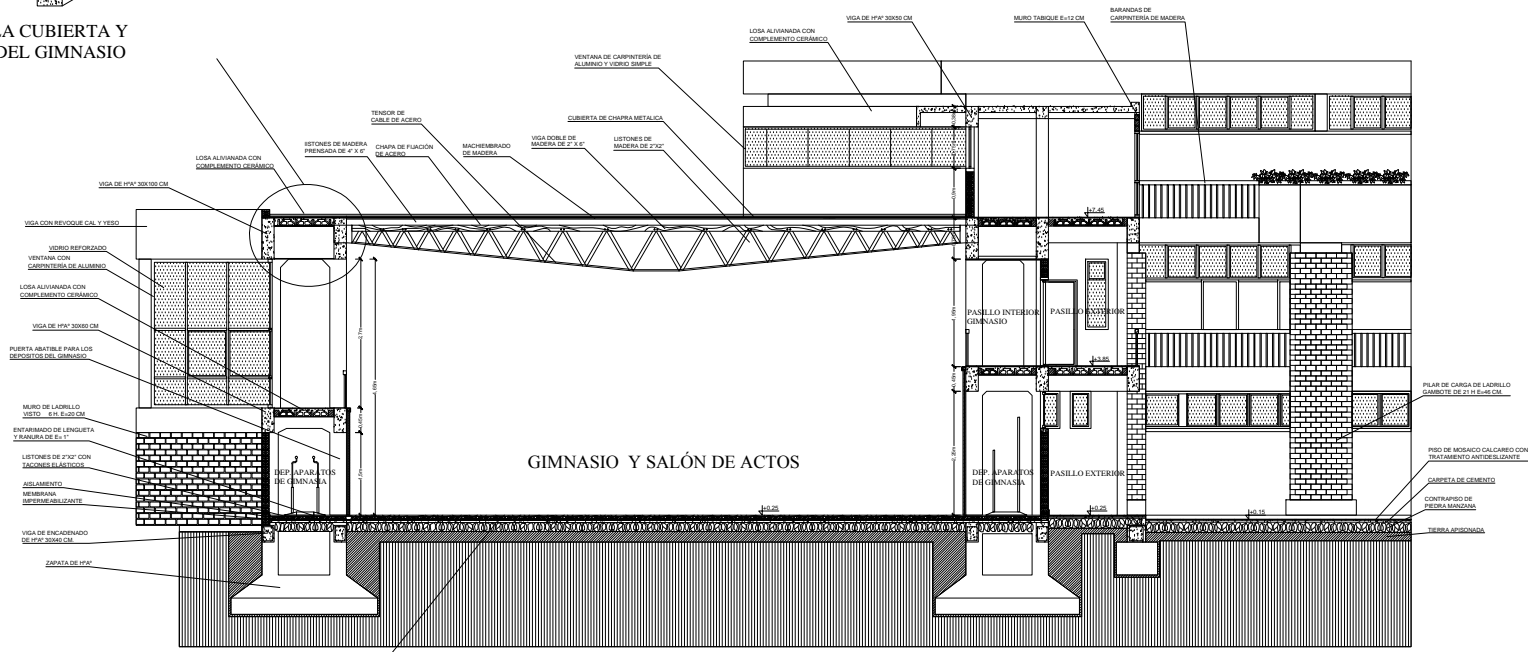 LA CUBIERTA Y
DEL GIMNASIO
VIGA DE HºAº 30X50 CM
MURO TABIQUE E=12 CM
BARANDAS DE
CARPINTERÍA DE MADERA
LOSA ALIVIANADA CON
COMPLEMENTO CERÁMICO
VENTANA DE CARPINTERÍA DE
ALUMINIO Y VIDRIO SIMPLE
TENSOR DE
CABLE DE ACERO
CUBIERTA DE CHAPRA METALICA
VIGA DOBLE DE
MADERA DE 2" X 6"
LISTONES DE
MADERA DE 2"X2"
lISTONES DE MADERA
PRENSADA DE 4" X 6"
CHAPA DE FIJACIÓN
DE ACERO
MACHIEMBRADO
DE MADERA
LOSA ALIVIANADA CON
COMPLEMENTO CERÁMICO
VIGA DE HºAº 30X100 CM
VIGA CON REVOQUE CAL Y YESO
VIDRIO REFORZADO
VENTANA CON
CARPINTERÍA DE ALUMINIO
LOSA ALIVIANADA CON
COMPLEMENTO CERÁMICO
VIGA DE HºAº 30X60 CM
PUERTA ABATIBLE PARA LOS
DEPOSITOS DEL GIMNASIO
MURO DE LADRILLO
VISTO 6 H. E=20 CM
ENTARIMADO DE LENGUETA
Y RANURA DE E= 1"
LISTONES DE 2"X2" CON
TACONES ELÁSTICOS
AISLAMIENTO
MEMBRANA
IMPERMEABILIZANTE
VIGA DE ENCADENADO
DE HºAº 30X40 CM.
ZAPATA DE HºAº
+7.45
PASILLO INTERIOR
GIMNASIO
PASILLO EXTERIOR
+3.85
GIMNASIO Y SALÓN DE ACTOS
DEP. APARATOS
DE GIMNASIA
DEP. APARATOS
DE GIMNASIA
PASILLO EXTERIOR
+0.25
+0.25
+0.15
PILAR DE CARGA DE LADRILLO
GAMBOTE DE 21 H E=46 CM.
PISO DE MOSAICO CALCAREO CON
TRATAMIENTO ANTIDESLIZANTE
CARPETA DE CEMENTO
CONTRAPISO DE
PIEDRA MANZANA
TIERRA APISONADA